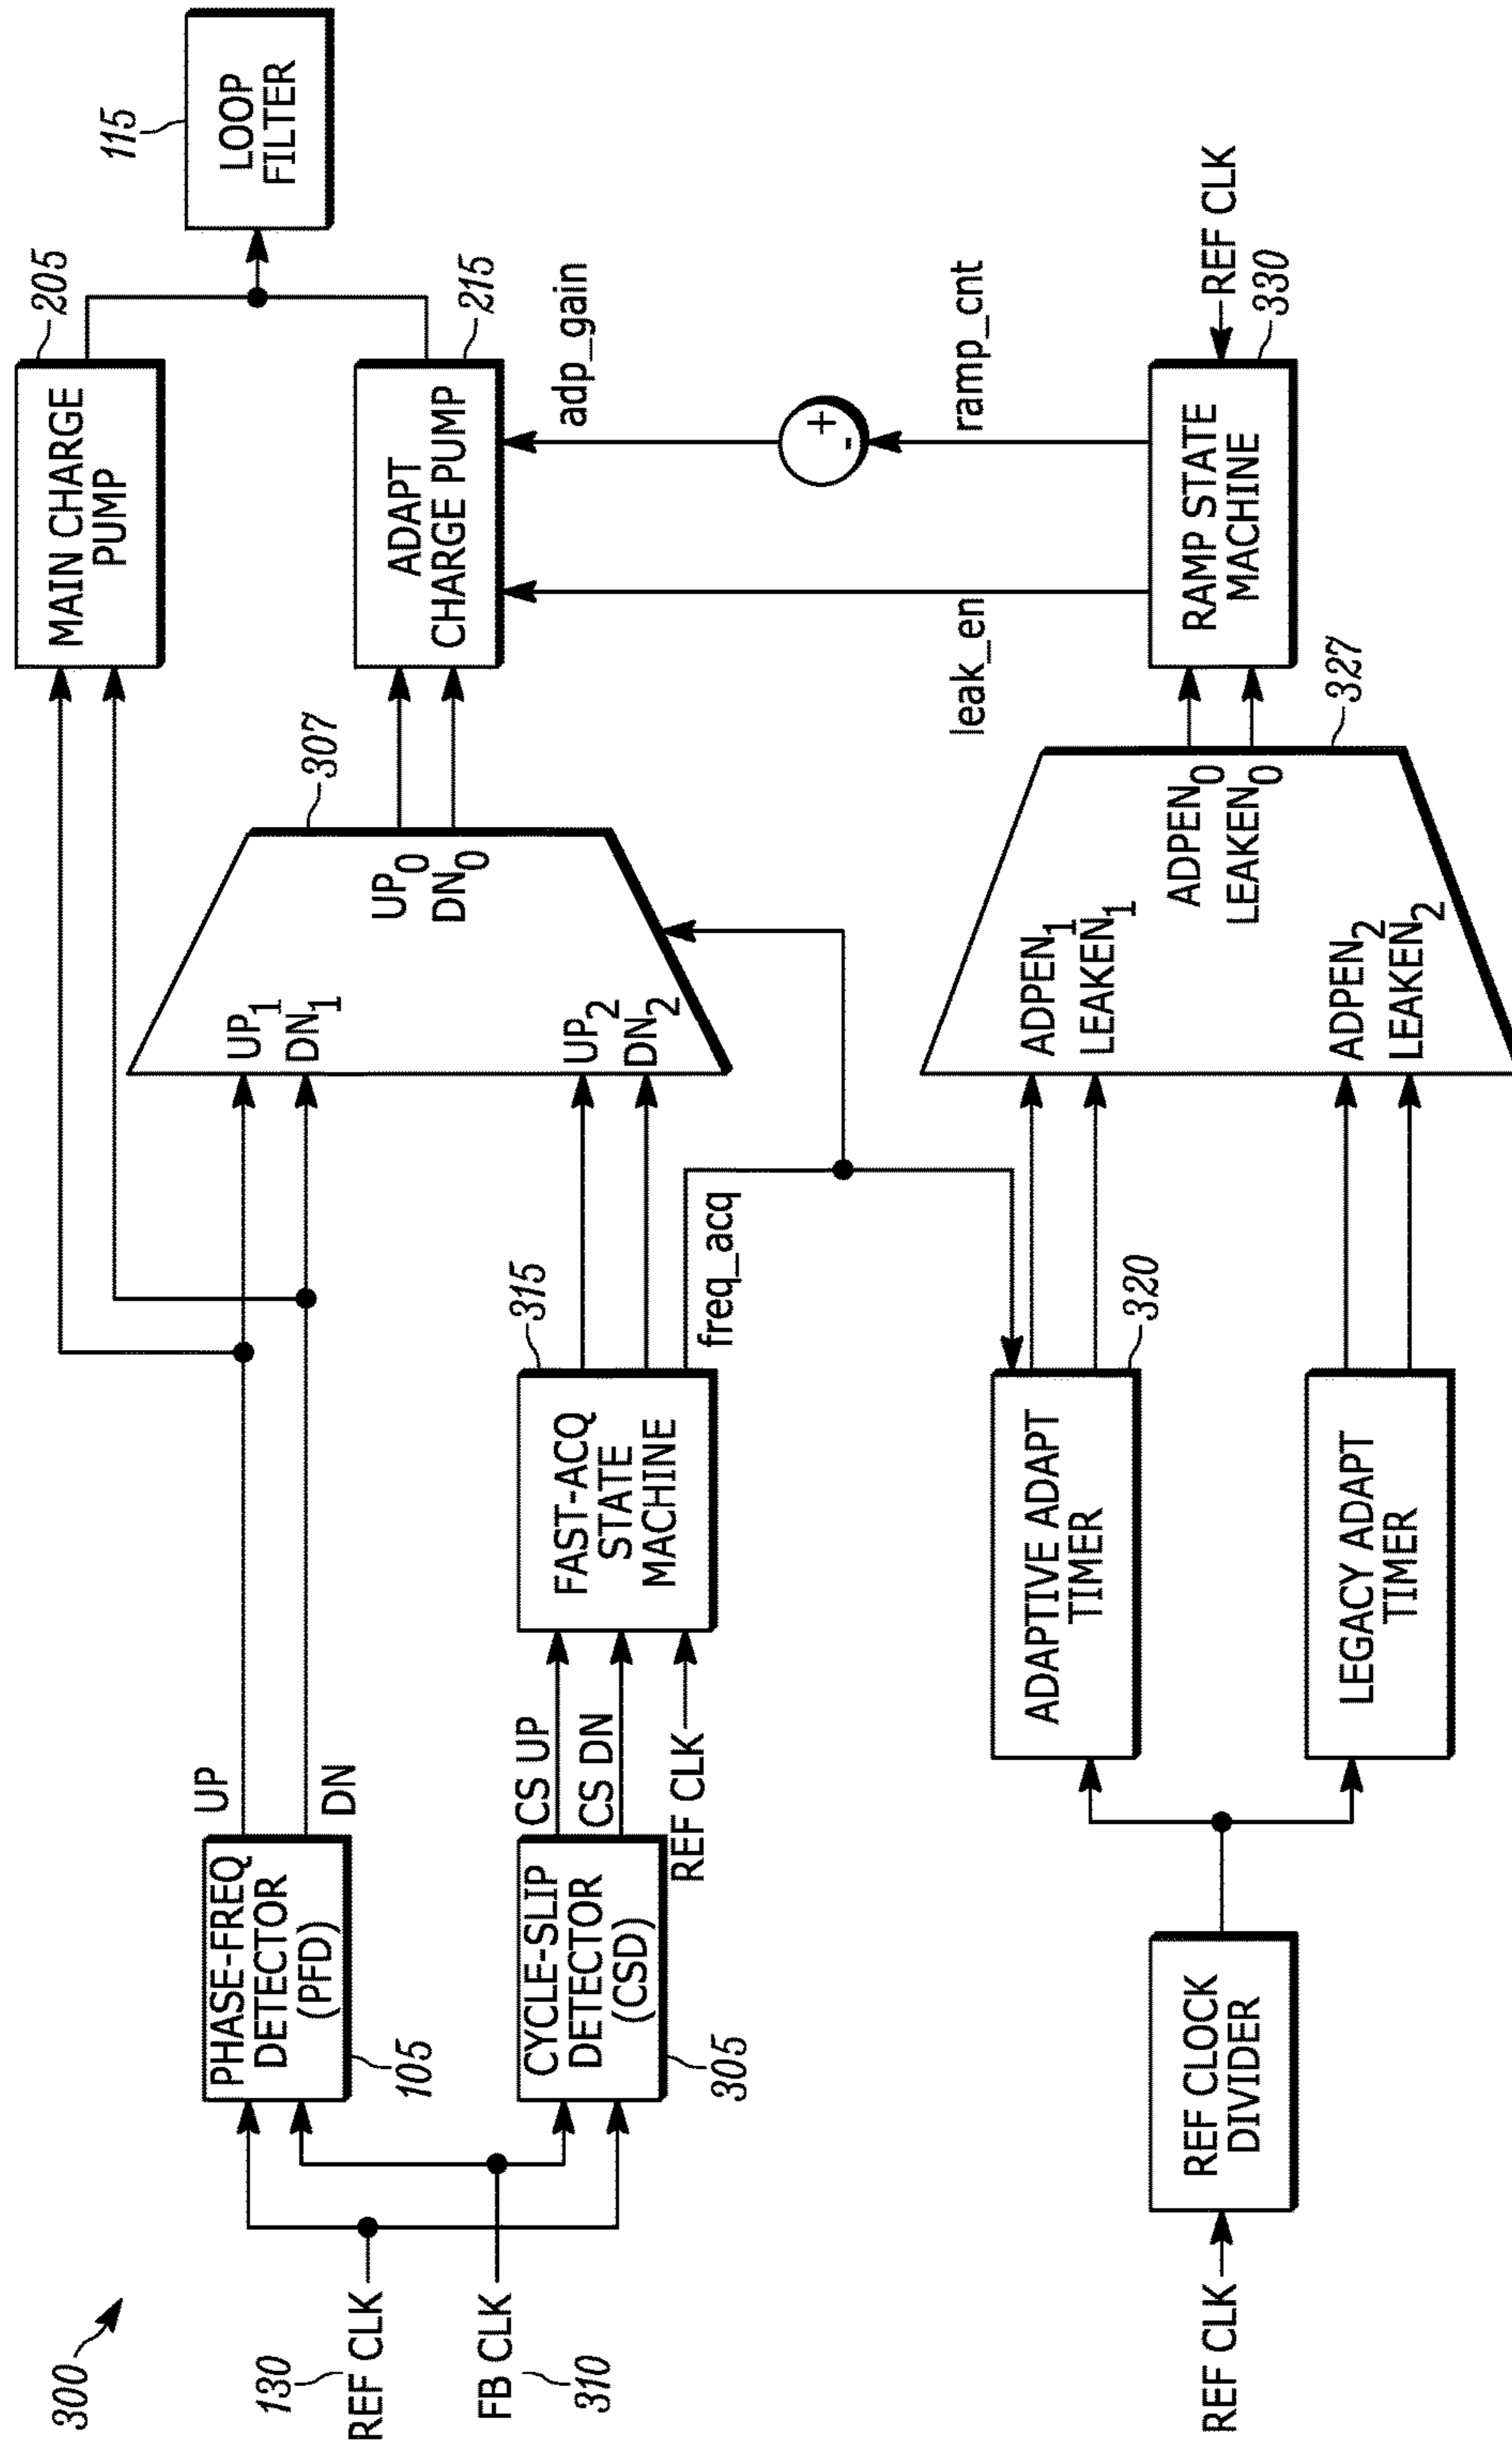 300
130
REF CLK
FB CLK
310
PHASE-FREQ
DETECTOR
(PFD)
105
UP
DN
CYCLE-SLIP
DETECTOR
(CSD)
305
CS UP
CS DN
REF CLK
FAST-ACQ
STATE
MACHINE
315
freq_acq
UP1
DN1
UP2
DN2
UP0
DN0
307
MAIN CHARGE
PUMP
205
ADAPT
CHARGE PUMP
215
LOOP
FILTER
115
adp_gain
leak_en
- +
ramp_cnt
REF CLK
REF CLOCK
DIVIDER
ADAPTIVE ADAPT
TIMER
320
LEGACY ADAPT
TIMER
ADPEN1
LEAKEN1
ADPEN2
LEAKEN2
ADPEN0
LEAKEN0
327
RAMP STATE
MACHINE
330
REF CLK